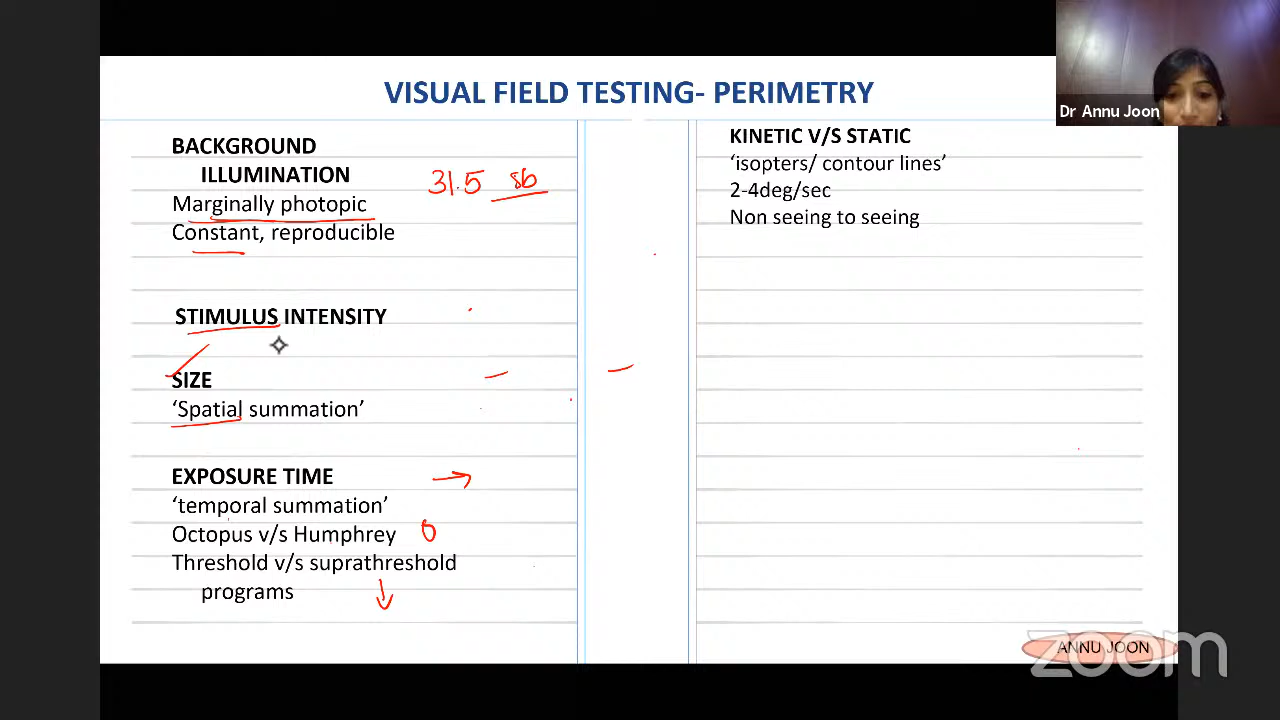 VISUAL FIELD TESTING- PERIMETRY
Dr Annu Joon
BACKGROUND
ILLUMINATION
31.5
Marginally photopic
Constant, reproducible
STIMULUS INTENSITY
SIZE
‘Spatial summation’
EXPOSURE TIME
‘temporal summation’
Octopus v/s Humphrey
Threshold v/s suprathreshold
programs
KINETIC V/S STATIC
‘isopters/ contour lines’
2-4deg/sec
Non seeing to seeing
ANNU JOON
zoom